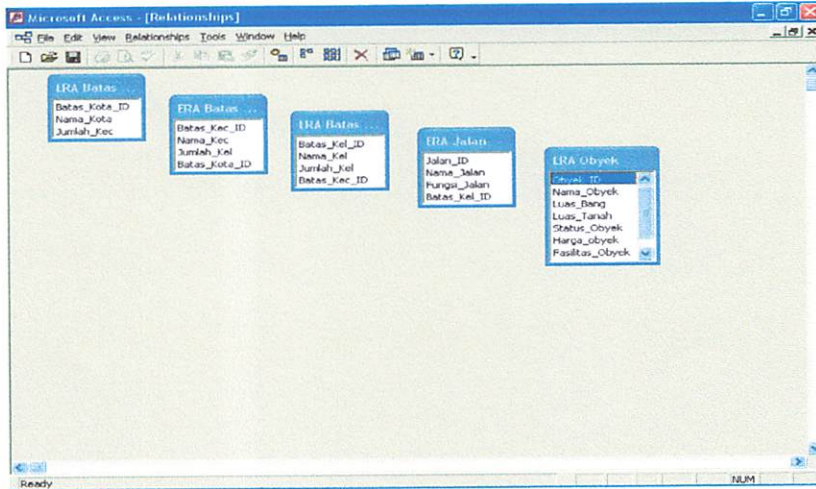 Microsoft Access - [Relationships]
File Edit View Relationships Tools Window Help
ERA Batas ...
Batas_Kota_ID
Nama_Kota
Jumlah_Kec
ERA Batas ...
Batas_Kec_ID
Nama_Kec
Jumlah_Kel
Batas_Kota_ID
ERA Batas ...
Batas_Kel_ID
Nama_Kel
Jumlah_Kel
Batas_Kec_ID
ERA Jalan
Jalan_ID
Nama_Jalan
Fungsi_Jalan
Batas_Kel_ID
ERA Obyek
Obyek_ID
Nama_Obyek
Luas_Bang
Luas_Tanah
Status_Obyek
Harga_obyek
Fasilitas_Obyek
Ready
NUM